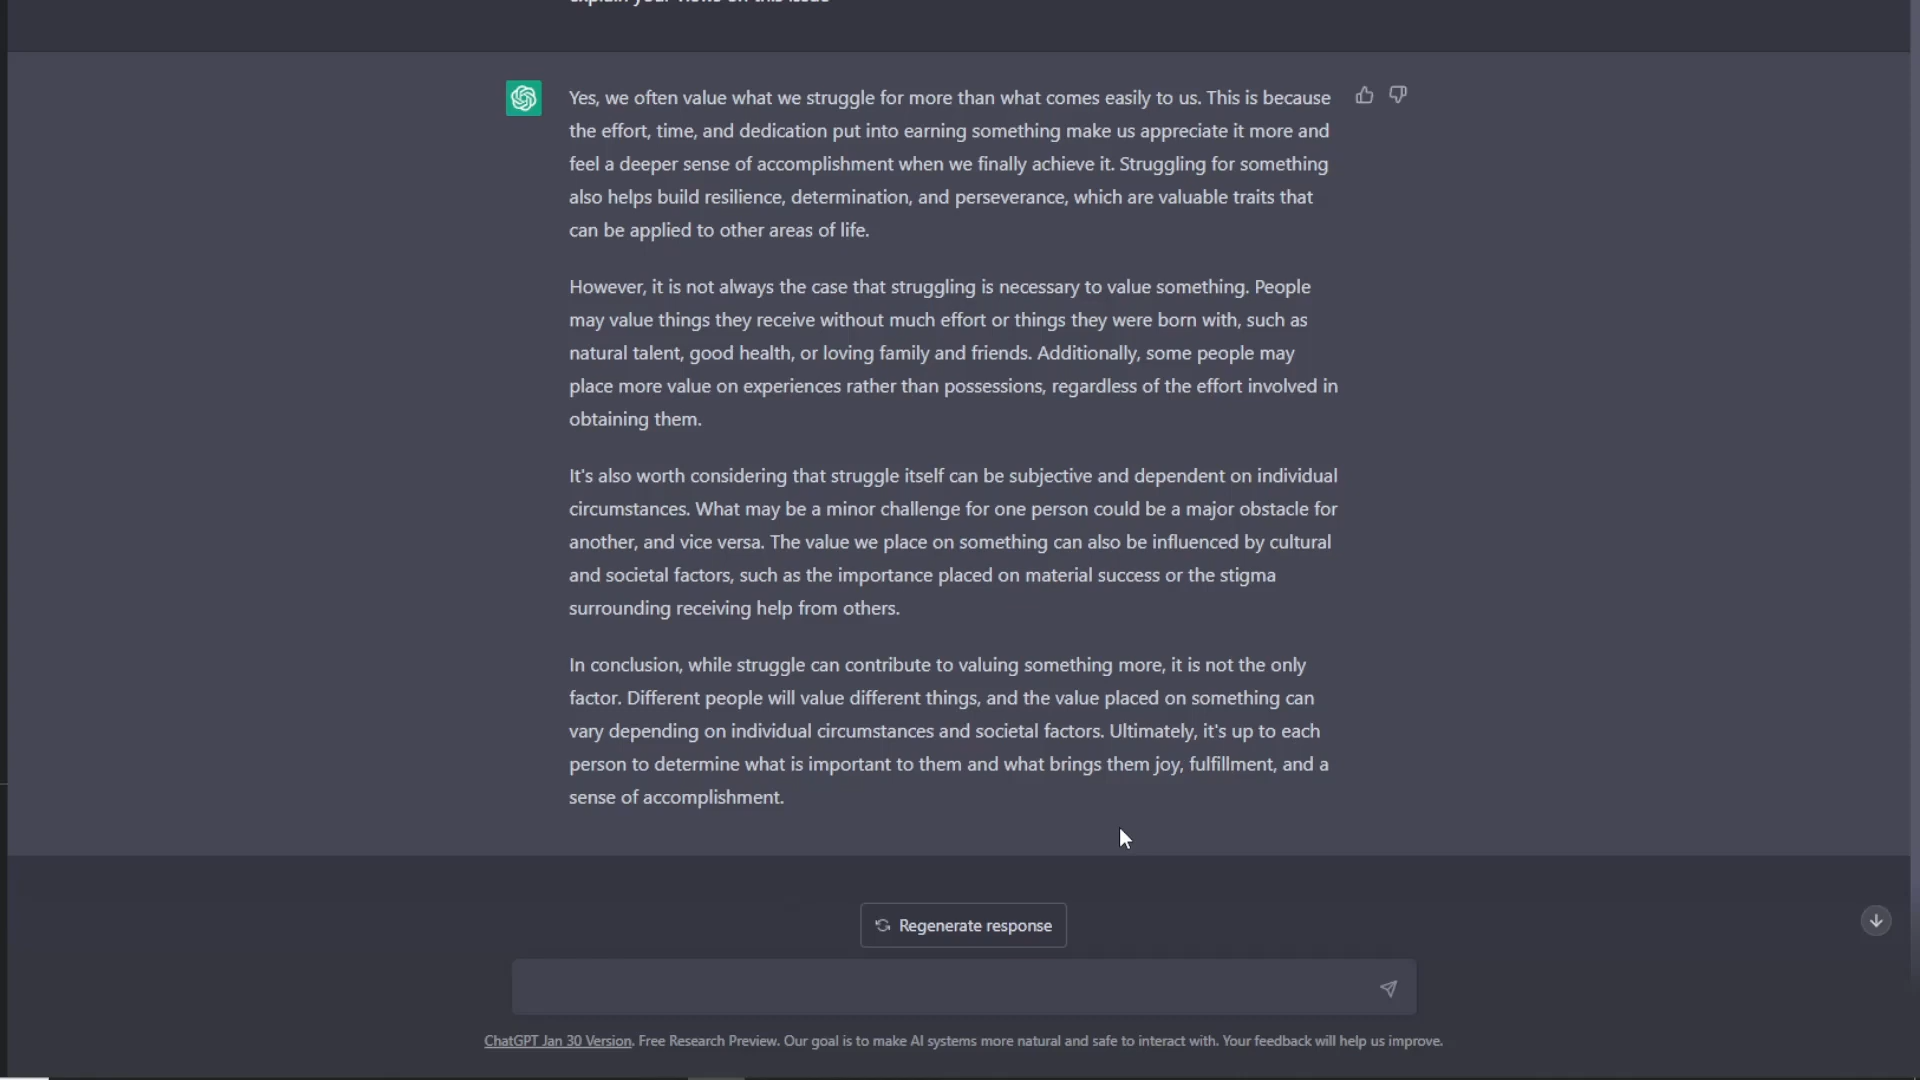 explain your views on this issue
Yes, we often value what we struggle for more than what comes easily to us. This is because
the effort, time, and dedication put into earning something make us appreciate it more and
feel a deeper sense of accomplishment when we finally achieve it. Struggling for something
also helps build resilience, determination, and perseverance, which are valuable traits that
can be applied to other areas of life.
However, it is not always the case that struggling is necessary to value something. People
may value things they receive without much effort or things they were born with, such as
natural talent, good health, or loving family and friends. Additionally, some people may
place more value on experiences rather than possessions, regardless of the effort involved in
obtaining them.
It's also worth considering that struggle itself can be subjective and dependent on individual
circumstances. What may be a minor challenge for one person could be a major obstacle for
another, and vice versa. The value we place on something can also be influenced by cultural
and societal factors, such as the importance placed on material success or the stigma
surrounding receiving help from others.
In conclusion, while struggle can contribute to valuing something more, it is not the only
factor. Different people will value different things, and the value placed on something can
vary depending on individual circumstances and societal factors. Ultimately, it's up to each
person to determine what is important to them and what brings them joy, fulfillment, and a
sense of accomplishment.
Regenerate response
ChatGPT Jan 30 Version. Free Research Preview. Our goal is to make AI systems more natural and safe to interact with. Your feedback will help us improve.